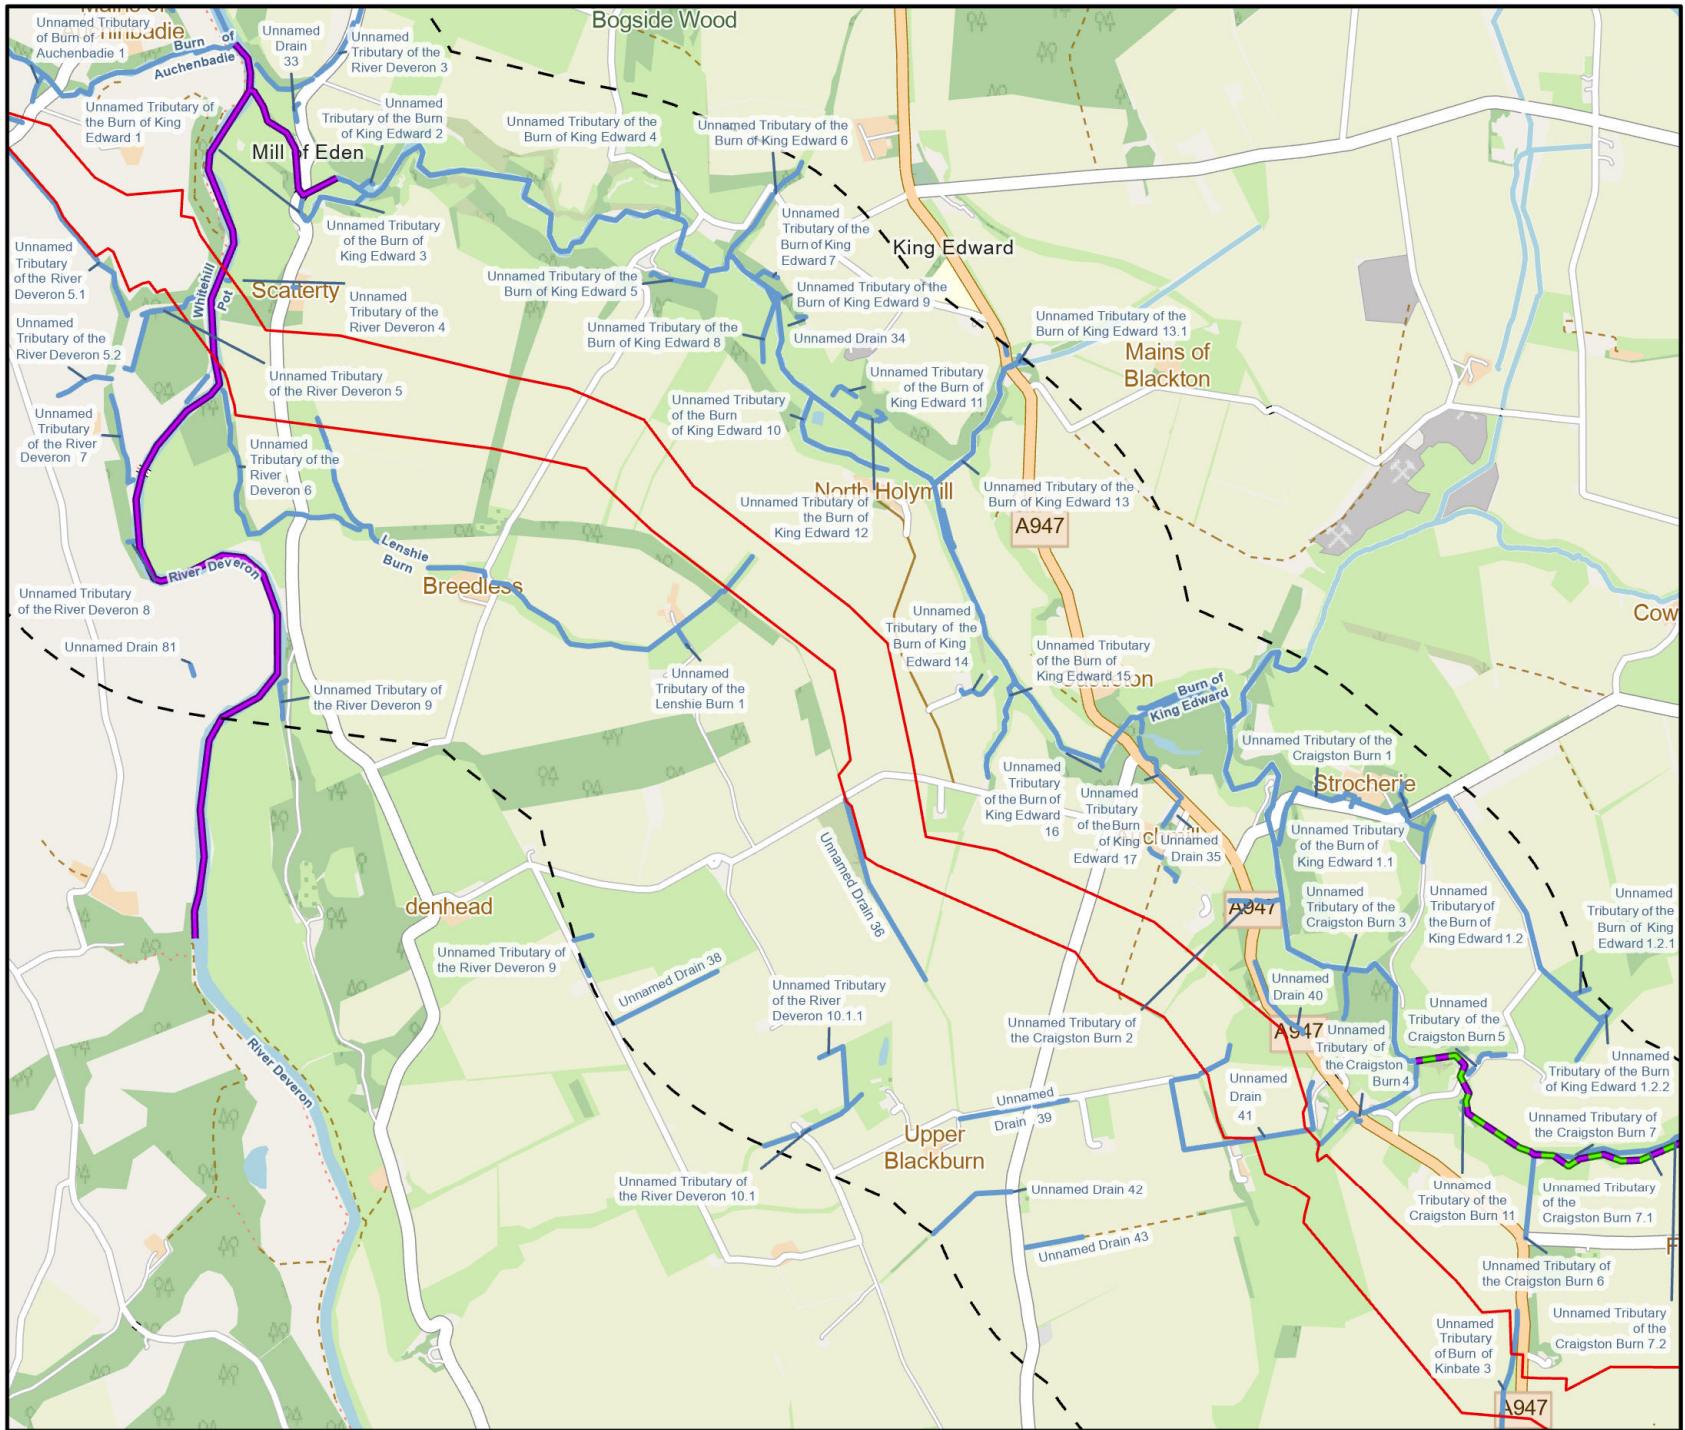 Mains of
Auchinbadie
Unnamed Tributary
of Burn of
Auchenbadie 1
Burn of
Auchenbadie
Unnamed
Drain
33
Unnamed
Tributary of the
River Deveron 3
Bogside Wood
Unnamed Tributary of
the Burn of King
Edward 1
Unnamed
Tributary of the Burn
of King Edward 2
Mill of Eden
Unnamed Tributary of the
Burn of King Edward 4
Unnamed Tributary of the
Burn of King Edward 6
Unnamed Tributary
of the Burn of
King Edward 3
Unnamed
Tributary of the
Burn of King
Edward 7
King Edward
Unnamed
Tributary
of the River
Deveron 5.1
Whitehill
Pot
Scatterty
Unnamed
Tributary of the
River Deveron 4
Unnamed Tributary of the
Burn of King Edward 5
Unnamed Tributary of the
Burn of King Edward 9
Unnamed
Tributary of the
River Deveron 5.2
Unnamed Tributary of the
Burn of King Edward 8
Unnamed Drain 34
Unnamed Tributary of the
Burn of King Edward 13.1
Mains of
Blackton
Unnamed Tributary
of the River Deveron 5
Unnamed Tributary
of the Burn of
King Edward 11
Unnamed Tributary
of the Burn
of King Edward 10
Unnamed
Tributary
of the River
Deveron 7
Unnamed
Tributary of the
River
Deveron 6
North Holymill
Unnamed Tributary of
the Burn of
King Edward 12
Unnamed Tributary of the
Burn of King Edward 13
A947
Lenshie
Burn
River Deveron
Breedless
Unnamed Tributary
of the River Deveron 8
Unnamed Drain 81
Unnamed
Tributary of the
Burn of King
Edward 14
Unnamed Tributary
of the Burn of
King Edward 15
Cow
Unnamed Tributary of
the River Deveron 9
Unnamed
Tributary of the
Lenshie Burn 1
Burn of
King Edward
Unnamed Tributary of the
Craigston Burn 1
Strocherie
Unnamed
Tributary
of the Burn of
King Edward
16
Unnamed
Tributary
of the Burn
of King
Edward 17
Unnamed
Drain 35
Unnamed Tributary
of the Burn of
King Edward 1.1
Unnamed Drain 36
denhead
A947
Unnamed
Tributary of the
Craigston Burn 3
Unnamed
Tributary of
the Burn of
King Edward 1.2
Unnamed
Tributary of the
Burn of King
Edward 1.2.1
Unnamed Tributary of
the River Deveron 9
Unnamed Drain 38
Unnamed Tributary
of the River
Deveron 10.1.1
Unnamed
Drain 40
Unnamed Tributary of
the Craigston Burn 2
A947
Unnamed
Tributary of
the Craigston
Burn 4
Unnamed
Tributary of the
Craigston Burn 5
River Deveron
Unnamed
Tributary of the Burn
of King Edward 1.2.2
Unnamed
Drain
41
Unnamed
Drain 39
Unnamed Tributary of
the Craigston Burn 7
Upper
Blackburn
Unnamed Tributary of
the River Deveron 10.1
Unnamed Drain 42
Unnamed
Tributary of the
Craigston Burn 11
Unnamed Tributary
of the
Craigston Burn 7.1
Unnamed Drain 43
F
Unnamed Tributary of
the Craigston Burn 6
Unnamed
Tributary
of Burn of
Kinbate 3
Unnamed Tributary
of the
Craigston Burn 7.2
A947